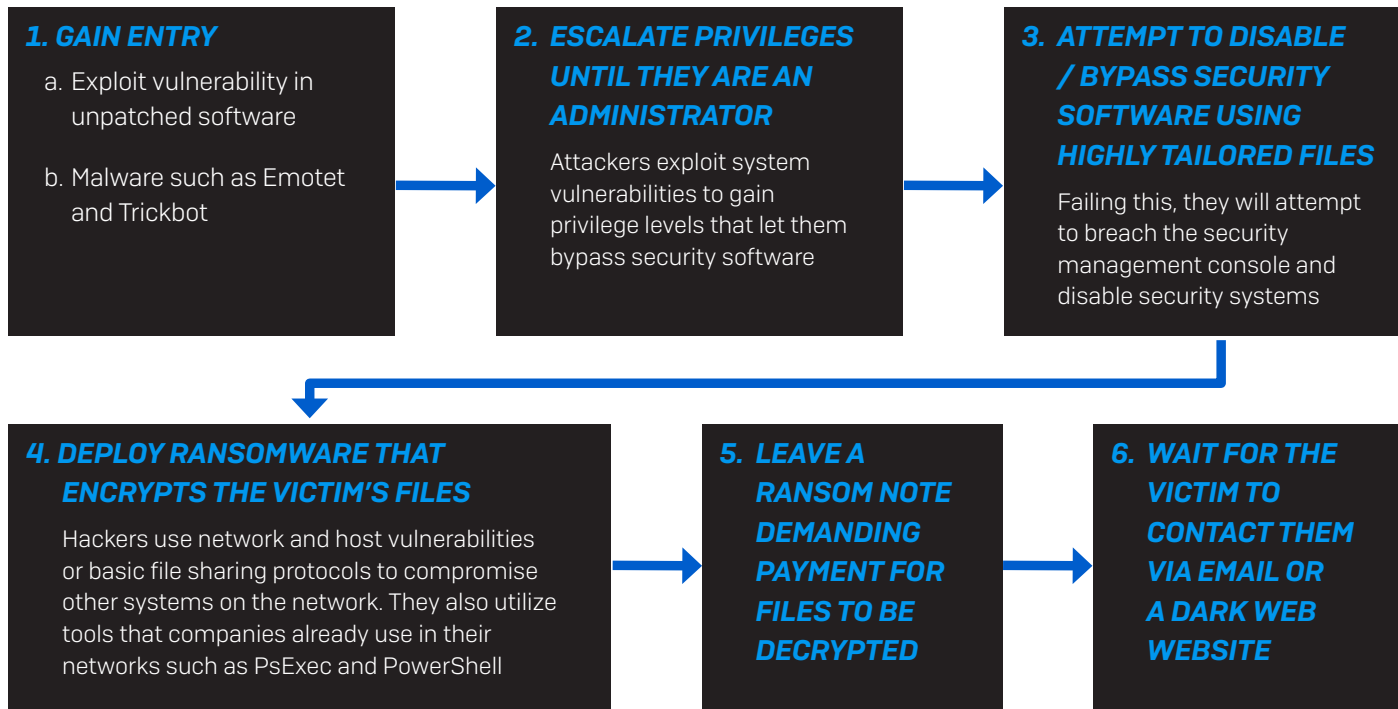 1. GAIN ENTRY
a. Exploit vulnerability in
unpatched software
b. Malware such as Emotet
and Trickbot
2. ESCALATE PRIVILEGES
UNTIL THEY ARE AN
ADMINISTRATOR
Attackers exploit system
vulnerabilities to gain
privilege levels that let them
bypass security software
3. ATTEMPT TO DISABLE
/ BYPASS SECURITY
SOFTWARE USING
HIGHLY TAILORED FILES
Failing this, they will attempt
to breach the security
management console and
disable security systems
4. DEPLOY RANSOMWARE THAT
ENCRYPTS THE VICTIM'S FILES
Hackers use network and host vulnerabilities
or basic file sharing protocols to compromise
other systems on the network. They also utilize
tools that companies already use in their
networks such as PsExec and PowerShell
5. LEAVE A
RANSOM NOTE
DEMANDING
PAYMENT FOR
FILES TO BE
DECRYPTED
6. WAIT FOR THE
VICTIM TO
CONTACT THEM
VIA EMAIL OR
A DARK WEB
WEBSITE